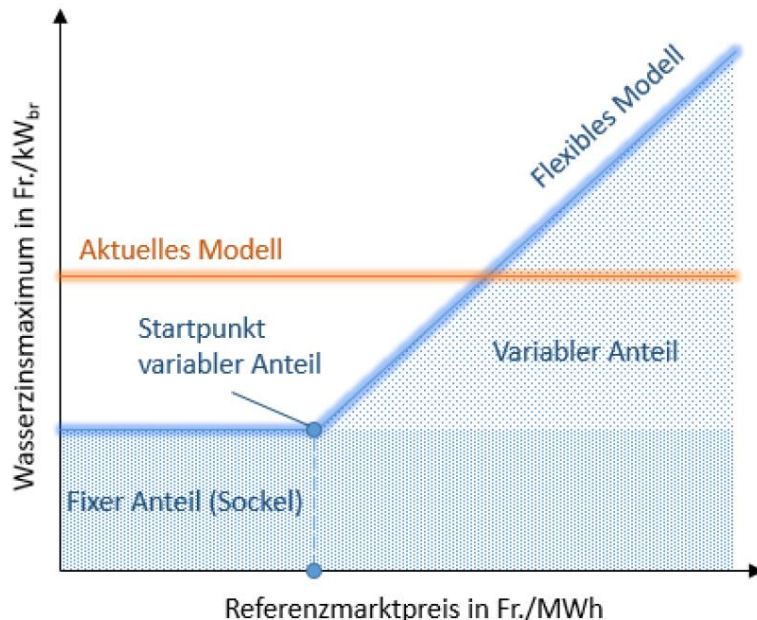 Wasserzinsmaximum in Fr./kWbr
Flexibles Modell
Aktuelles Modell
Startpunkt
variabler Anteil
Variabler Anteil
Fixer Anteil (Sockel)
Referenzmarktpreis in Fr./MWh